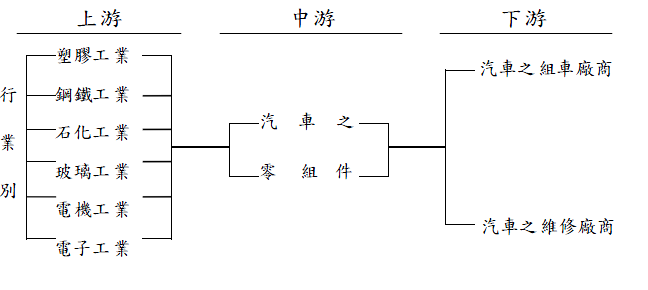 上游
中游
下游
行業別
塑膠工業
鋼鐵工業
石化工業
玻璃工業
電機工業
電子工業
汽車之
零組件
汽車之組車廠商
汽車之維修廠商